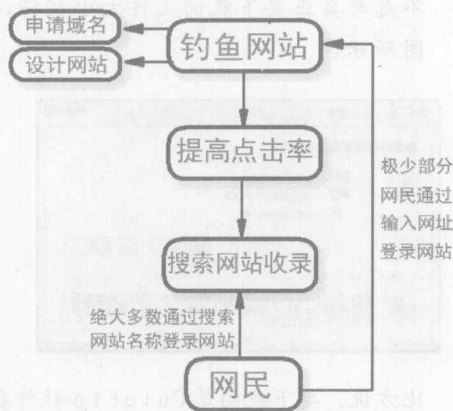 申请域名
设计网站
钓鱼网站
提高点击率
搜索网站收录
极少部分
网民通过
输入网址
登录网站
绝大多数通过搜索
网站名称登录网站
网民